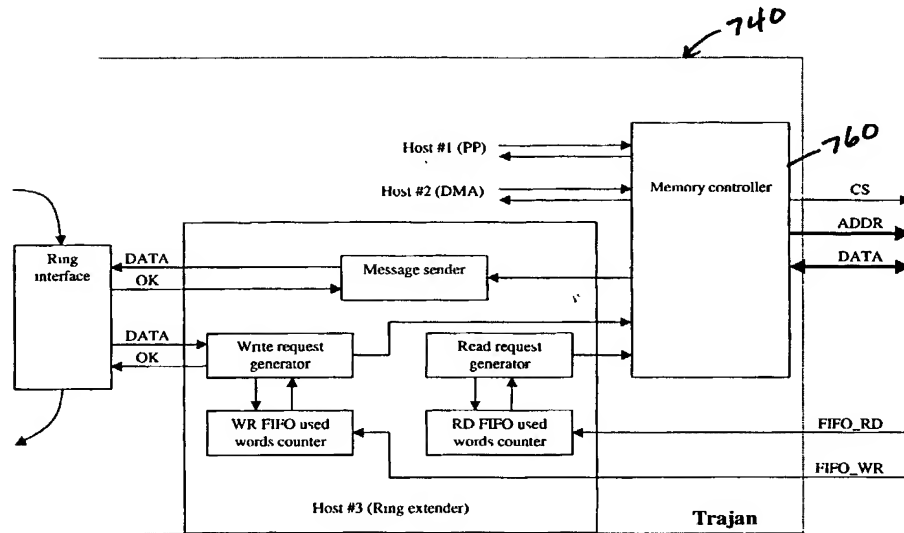 740
760
Host #1 (PP)
Host #2 (DMA)
Memory controller
CS
ADDR
DATA
Ring
interface
DATA
OK
Message sender
DATA
OK
Write request
generator
Read request
generator
WR FIFO used
words counter
RD FIFO used
words counter
FIFO_RD
FIFO_WR
Host #3 (Ring extender)
Trajan